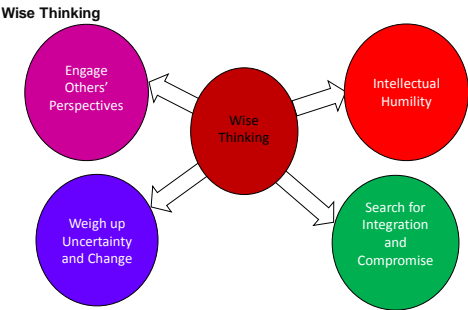 Wise Thinking
Engage
Others'
Perspectives
Intellectual
Humility
Wise
Thinking
Weigh up
Uncertainty
and Change
Search for
Integration
and
Compromise